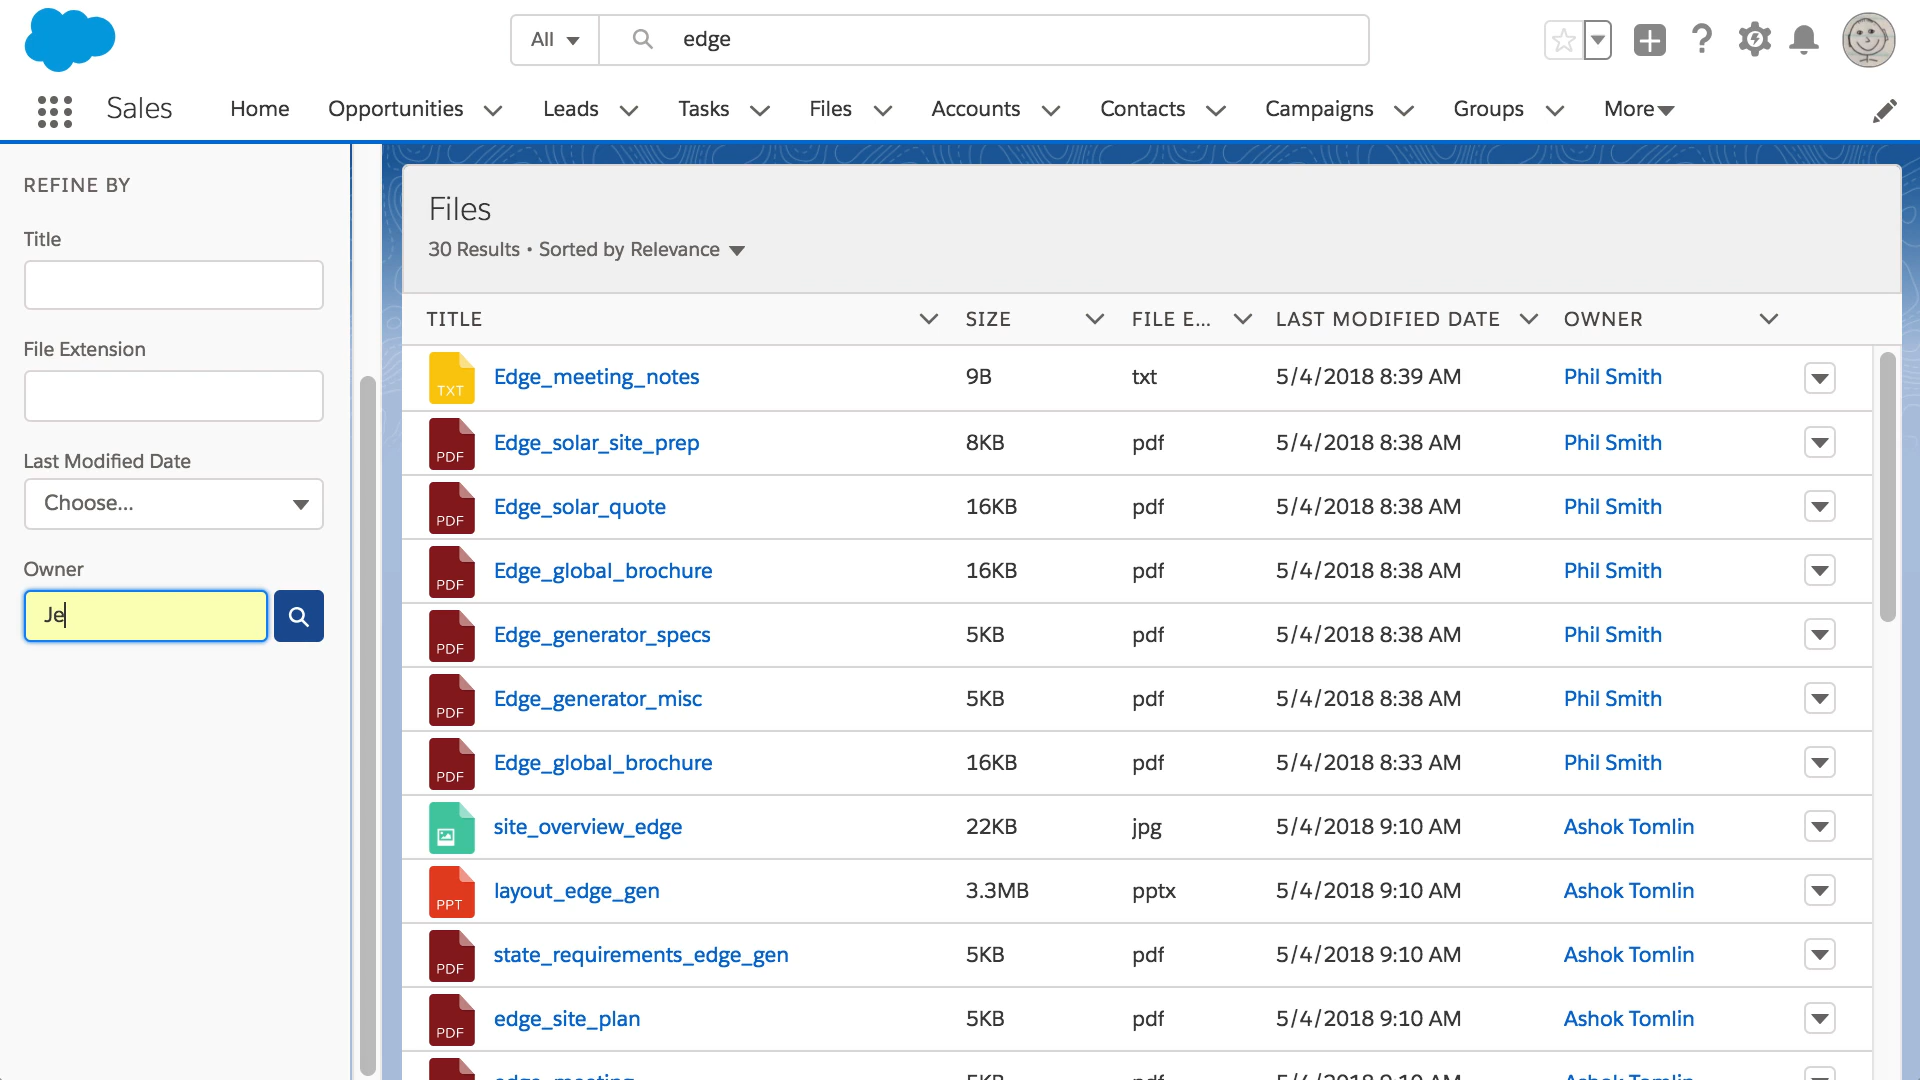 All
edge
Sales
Home
Opportunities
Leads
Tasks
Files
Accounts
Contacts
Campaigns
Groups
More
REFINE BY
Title
File Extension
Last Modified Date
Choose...
Owner
Je
Files
30 Results • Sorted by Relevance
TITLE SIZE FILE E... LAST MODIFIED DATE OWNER
TXT Edge_meeting_notes 9B txt 5/4/2018 8:39 AM Phil Smith
PDF Edge_solar_site_prep 8KB pdf 5/4/2018 8:38 AM Phil Smith
PDF Edge_solar_quote 16KB pdf 5/4/2018 8:38 AM Phil Smith
PDF Edge_global_brochure 16KB pdf 5/4/2018 8:38 AM Phil Smith
PDF Edge_generator_specs 5KB pdf 5/4/2018 8:38 AM Phil Smith
PDF Edge_generator_misc 5KB pdf 5/4/2018 8:38 AM Phil Smith
PDF Edge_global_brochure 16KB pdf 5/4/2018 8:33 AM Phil Smith
site_overview_edge 22KB jpg 5/4/2018 9:10 AM Ashok Tomlin
PPT layout_edge_gen 3.3MB pptx 5/4/2018 9:10 AM Ashok Tomlin
PDF state_requirements_edge_gen 5KB pdf 5/4/2018 9:10 AM Ashok Tomlin
PDF edge_site_plan 5KB pdf 5/4/2018 9:10 AM Ashok Tomlin